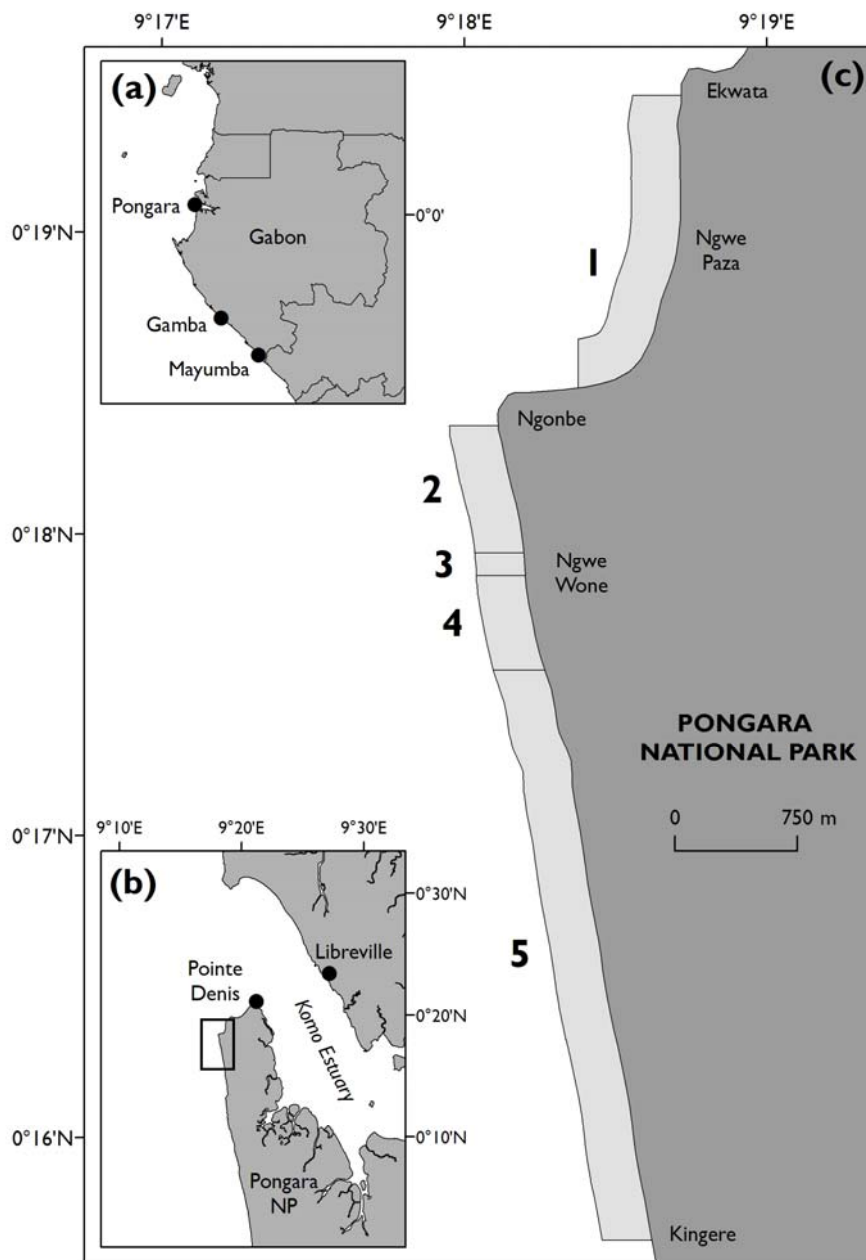 9°17'E
9°18'E
9°19'E
(a)
Pongara
Gabon
Gamba
Mayumba
0°0'
(c)
Ekwata
Ngwe
Paza
Ngonbe
Ngwe
Wone
1
2
3
4
5
0°19'N
0°18'N
0°17'N
0°16'N
PONGARA
NATIONAL PARK
0
750 m
Kingere
9°10'E
9°20'E
9°30'E
(b)
Libreville
Pointe
Denis
Komo Estuary
Pongara
NP
0°30'N
0°20'N
0°10'N